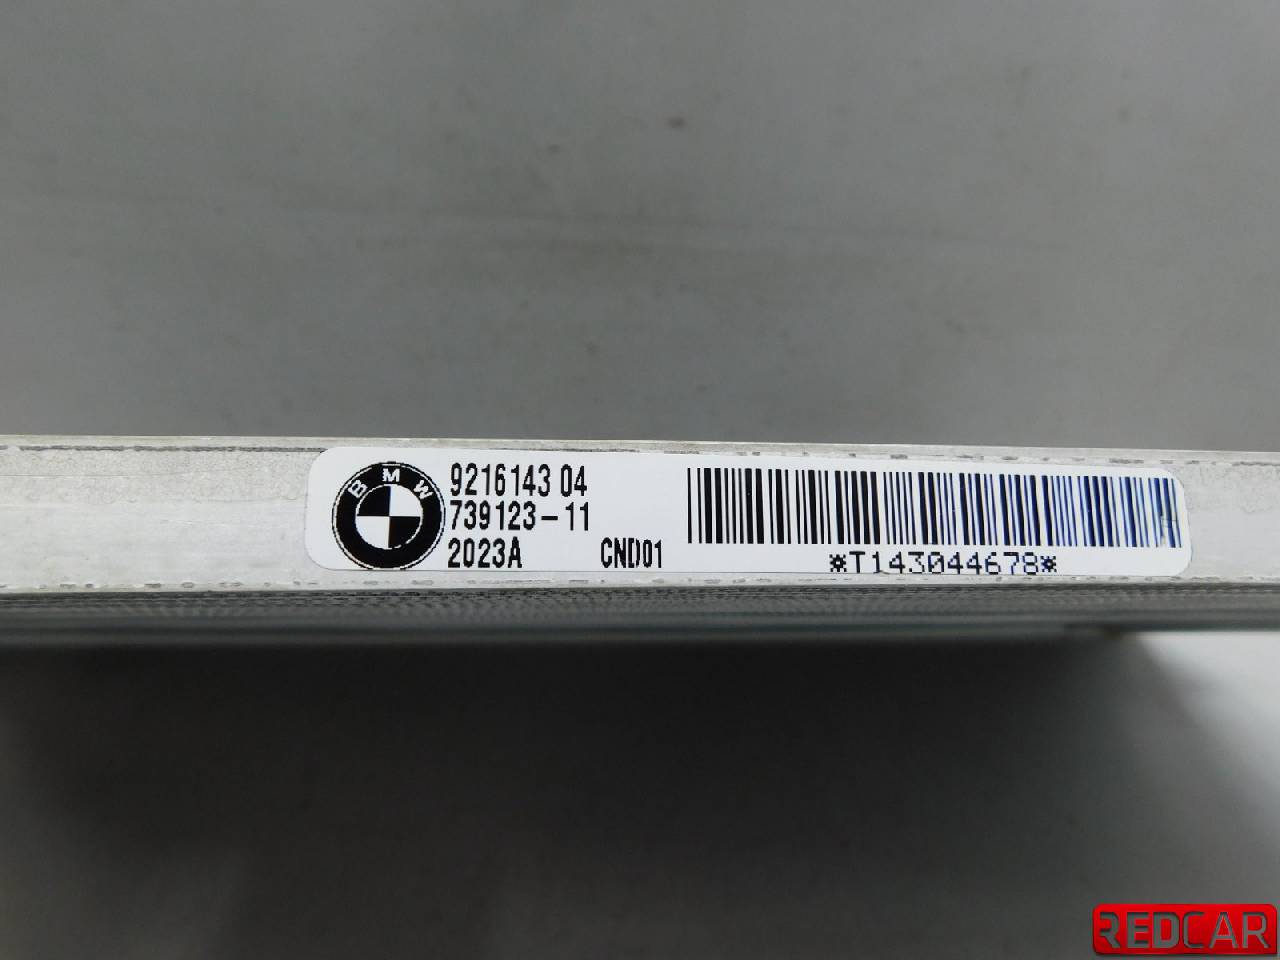 BMW
9216143 04
739123-11
2023A CND01
*T143044678*
REDCAR